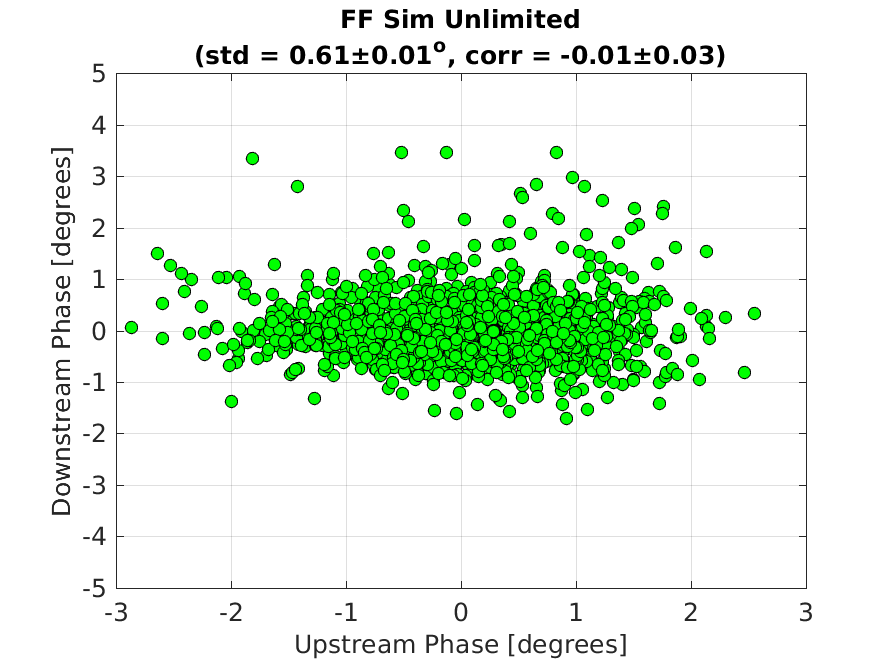 FF Sim Unlimited
(std = 0.61±0.01°, corr = -0.01±0.03)
5
4
3
2
1
0
-1
-2
-3
-4
-5
Downstream Phase [degrees]
-3 -2 -1 0 1 2 3
Upstream Phase [degrees]